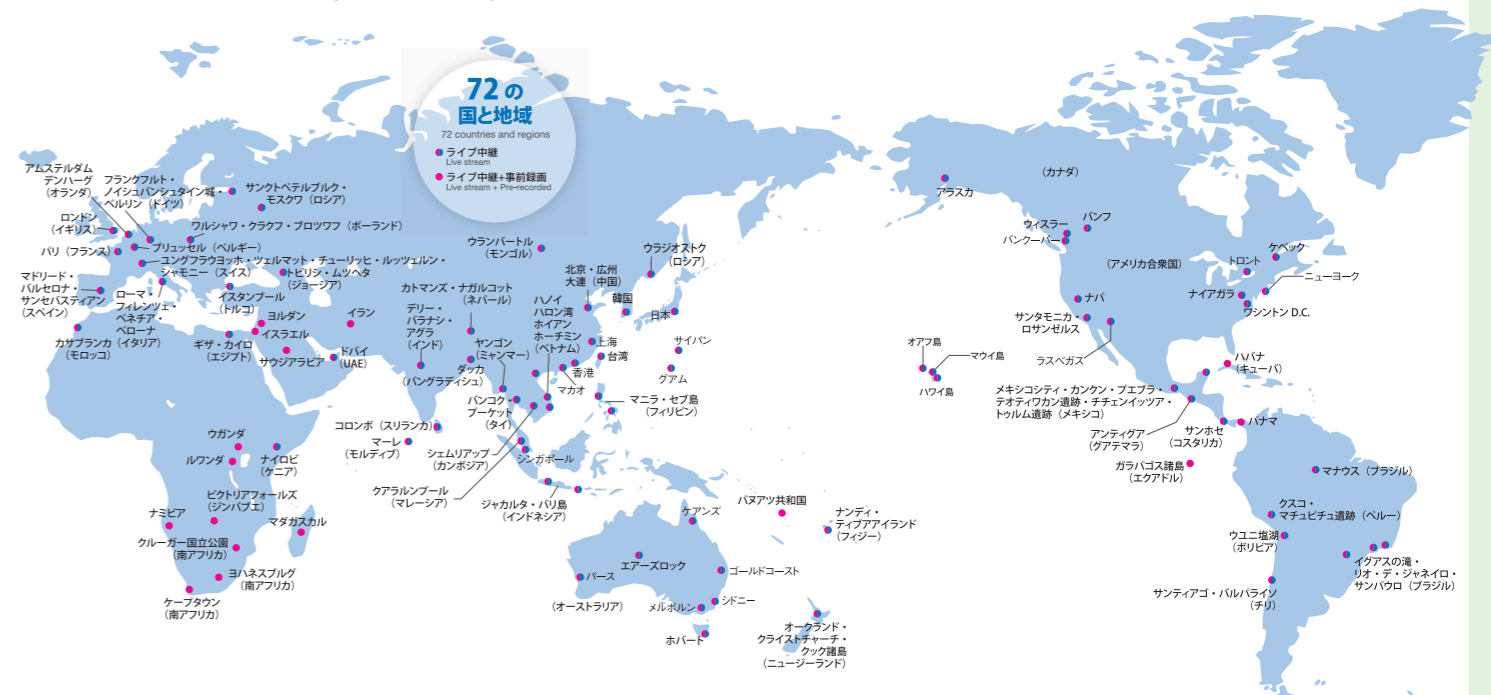 72の
国と地域
72 countries and regions
ライブ中継
Live stream
ライブ中継+事前録画
Live stream + Pre-recorded
アムステルダム
デンハーグ
(オランダ)
フランクフルト・
ノイシュバンシュタイン城・
ベルリン(ドイツ)
サンクトペテルブルク・
モスクワ(ロシア)
ロンドン
(イギリス)
ワルシャワ・クラクフ・ブロツワフ(ポーランド)
パリ(フランス)
ブリュッセル(ベルギー)
ユングフラウヨッホ・ツェルマット・チューリッヒ・ルッツェルン・
シャモニー(スイス)
トビリシ・ムツヘタ
(ジョージア)
マドリード・
バルセロナ・
サンセバスティアン
(スペイン)
ローマ・
フィレンツェ・
ベネチア・
ベローナ
(イタリア)
イスタンブール
(トルコ)
カサブランカ
(モロッコ)
ヨルダン
イスラエル
イラン
ギザ・カイロ
(エジプト)
サウジアラビア
ドバイ
(UAE)
ウランバートル
(モンゴル)
ウラジオストク
(ロシア)
カトマンズ・ナガルコット
(ネパール)
デリー・
バラナシ・
アグラ
(インド)
北京・広州
大連(中国)
韓国
日本
ハノイ
ハロン湾
ホイアン
ホーチミン
(ベトナム)
ヤンゴン
(ミャンマー)
ダッカ
(バングラディシュ)
上海
台湾
香港
マカオ
サイパン
グアム
バンコク・
プーケット
(タイ)
マニラ・セブ島
(フィリピン)
コロンボ(スリランカ)
マーレ
(モルディブ)
シェムリアップ
(カンボジア)
シンガポール
クアラルンプール
(マレーシア)
ジャカルタ・バリ島
(インドネシア)
ウガンダ
ルワンダ
ナイロビ
(ケニア)
ビクトリアフォールズ
(ジンバブエ)
ナミビア
マダガスカル
クルーガー国立公園
(南アフリカ)
ヨハネスブルグ
(南アフリカ)
ケープタウン
(南アフリカ)
バヌアツ共和国
ケアンズ
ナンディ・
ティブアアイランド
(フィジー)
エアーズロック
パース
ゴールドコースト
(オーストラリア)
メルボルン
シドニー
ホバート
オークランド・
クライストチャーチ・
クック諸島
(ニュージーランド)
アラスカ
(カナダ)
ウィスラー
バンフ
バンクーバー
ケベック
トロント
(アメリカ合衆国)
ニューヨーク
ナイアガラ
ワシントン D.C.
ナパ
サンタモニカ・
ロサンゼルス
ラスベガス
オアフ島
マウイ島
ハワイ島
ハバナ
(キューバ)
メキシコシティ・カンクン・プエブラ・
テオティワカン遺跡・チチェンイッツア・
トゥルム遺跡(メキシコ)
アンティグア
(グアテマラ)
サンホセ
(コスタリカ)
パナマ
ガラパゴス諸島
(エクアドル)
マナウス(ブラジル)
クスコ・
マチュピチュ遺跡(ペルー)
ウユニ塩湖
(ボリビア)
イグアスの滝・
リオ・デ・ジャネイロ・
サンパウロ(ブラジル)
サンティアゴ・バルパライソ
(チリ)